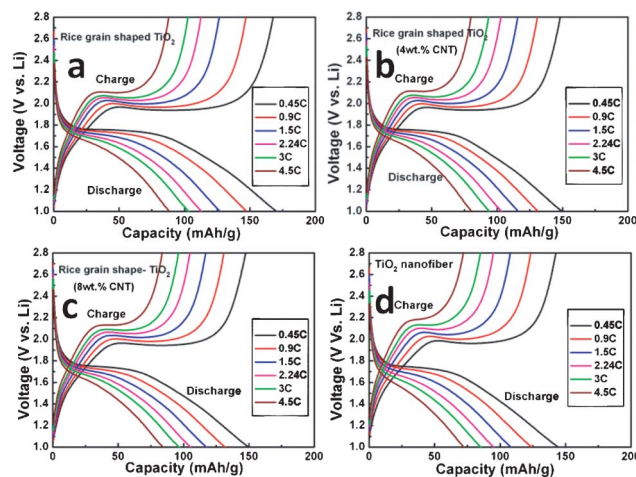 Rice grain shaped TiO2
a
Charge
Discharge
0.45C
0.9C
1.5C
2.24C
3C
4.5C
Voltage (V vs. Li)
2.8
2.6
2.4
2.2
2.0
1.8
1.6
1.4
1.2
1.0
0 50 100 150 200
Capacity (mAh/g)
Rice grain shaped TiO2
(4wt.% CNT)
b
Charge
Discharge
0.45C
0.9C
1.5C
2.24C
3C
4.5C
Voltage (V Vs. Li)
2.8
2.6
2.4
2.2
2.0
1.8
1.6
1.4
1.2
1.0
0 50 100 150 200
Capacity (mAh/g)
Rice grain shape- TiO2
(8wt.% CNT)
c
Charge
Discharge
0.45C
0.9C
1.5C
2.24C
3C
4.5C
Voltage (V Vs. Li)
2.8
2.6
2.4
2.2
2.0
1.8
1.6
1.4
1.2
1.0
0 50 100 150 200
Capacity (mAh/g)
TiO2 nanofiber
d
Charge
Discharge
0.45C
0.9C
1.5C
2.24C
3C
4.5C
Voltage (V Vs. Li)
2.8
2.6
2.4
2.2
2.0
1.8
1.6
1.4
1.2
1.0
0 50 100 150 200
Capacity (mAh/g)